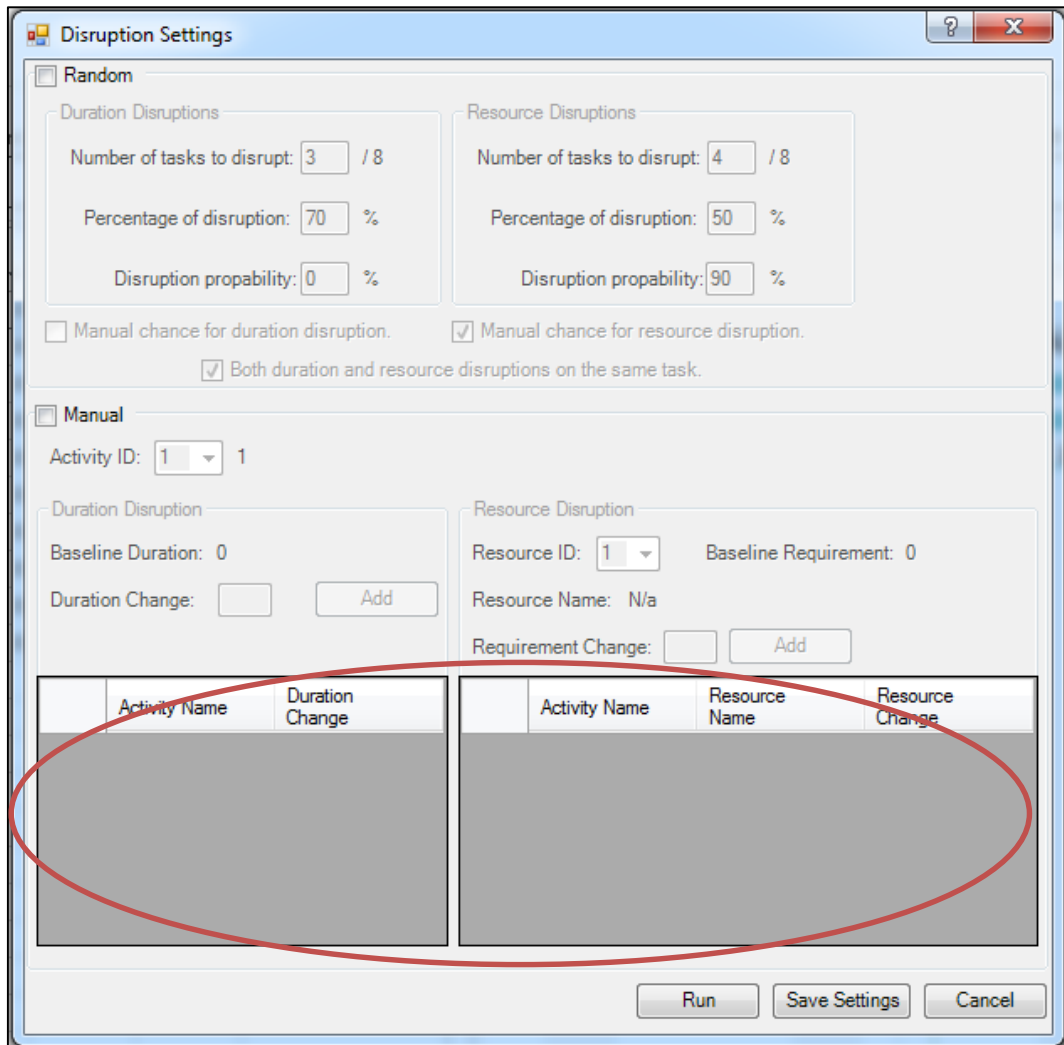 Disruption Settings
Random
Duration Disruptions
Number of tasks to disrupt: 3 / 8
Percentage of disruption: 70 %
Disruption propability: 0 %
Resource Disruptions
Number of tasks to disrupt: 4 / 8
Percentage of disruption: 50 %
Disruption propability: 90 %
Manual chance for duration disruption.
Manual chance for resource disruption.
Both duration and resource disruptions on the same task.
Manual
Activity ID: 1 1
Duration Disruption
Baseline Duration: 0
Duration Change: Add
Resource Disruption
Resource ID: 1 Baseline Requirement: 0
Resource Name: N/a
Requirement Change: Add
Activity Name Duration
Change
Activity Name Resource Resource
Name Change
Run Save Settings Cancel